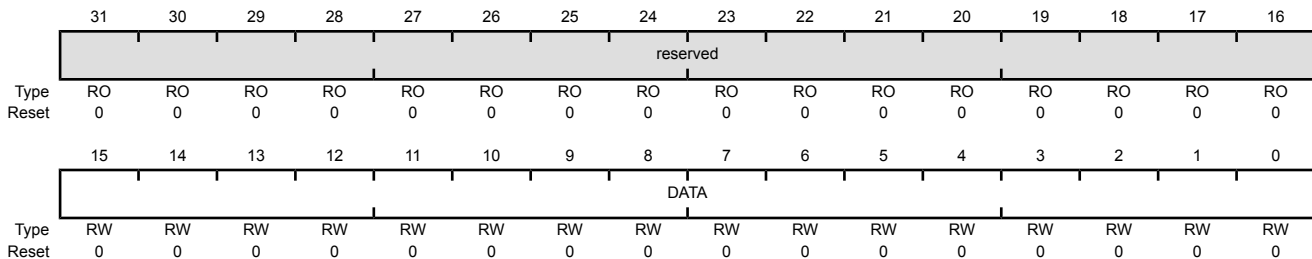 31 30 29 28 27 26 25 24 23 22 21 20 19 18 17 16
reserved
Type RO RO RO RO RO RO RO RO RO RO RO RO RO RO RO RO
Reset 0 0 0 0 0 0 0 0 0 0 0 0 0 0 0 0
15 14 13 12 11 10 9 8 7 6 5 4 3 2 1 0
DATA
Type RW RW RW RW RW RW RW RW RW RW RW RW RW RW RW RW
Reset 0 0 0 0 0 0 0 0 0 0 0 0 0 0 0 0